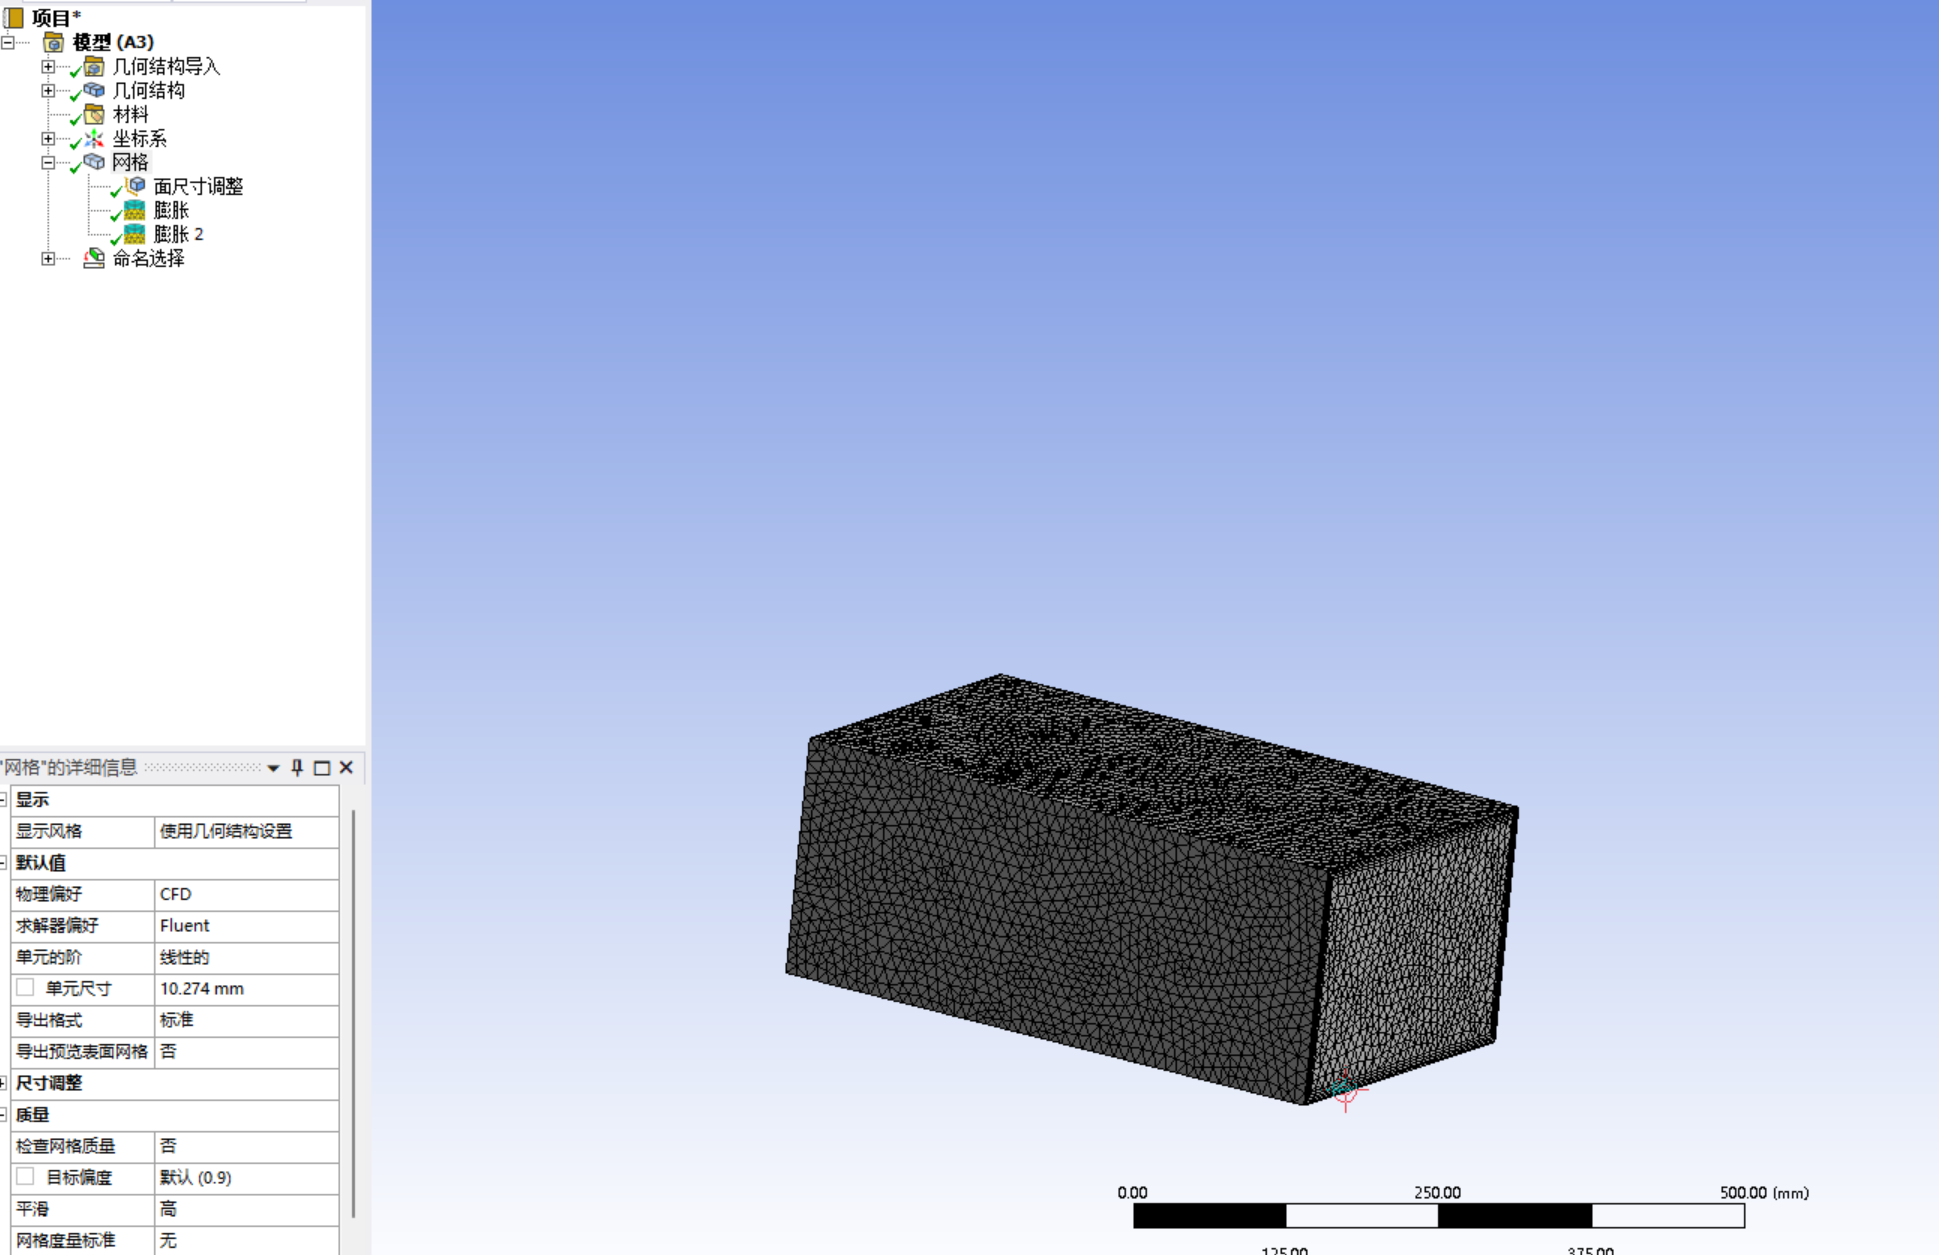 项目*
模型 (A3)
几何结构导入
几何结构
材料
坐标系
网格
面尺寸调整
膨胀
膨胀 2
命名选择
"网格"的详细信息
显示
显示风格 使用几何结构设置
默认值
物理偏好 CFD
求解器偏好 Fluent
单元的阶 线性的
单元尺寸 10.274 mm
导出格式 标准
导出预览表面网格 否
尺寸调整
质量
检查网格质量 否
目标偏度 默认 (0.9)
平滑 高
网格度量标准 无
0.00 250.00 500.00 (mm)
125.00 375.00